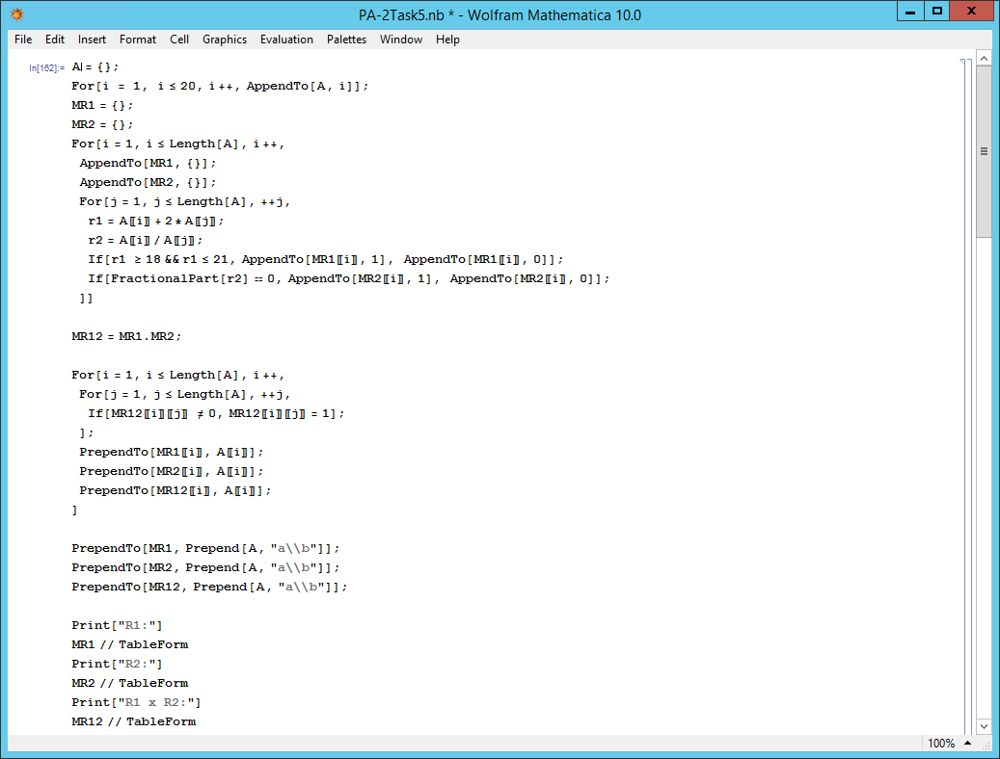 PA-2Task5.nb * - Wolfram Mathematica 10.0
File Edit Insert Format Cell Graphics Evaluation Palettes Window Help
In[162]:= A = {};
For[i = 1, i ≤ 20, i++, AppendTo[A, i]];
MR1 = {};
MR2 = {};
For[i = 1, i ≤ Length[A], i++,
AppendTo[MR1, {}];
AppendTo[MR2, {}];
For[j = 1, j ≤ Length[A], ++j,
r1 = A〚i〛 + 2 * A〚j〛;
r2 = A〚i〛 / A〚j〛;
If[r1 ≥ 18 && r1 ≤ 21, AppendTo[MR1〚i〛, 1], AppendTo[MR1〚i〛, 0]];
If[FractionalPart[r2] == 0, AppendTo[MR2〚i〛, 1], AppendTo[MR2〚i〛, 0]];
]]
MR12 = MR1.MR2;
For[i = 1, i ≤ Length[A], i++,
For[j = 1, j ≤ Length[A], ++j,
If[MR12〚i〛〚j〛 ≠ 0, MR12〚i〛〚j〛 = 1];
];
PrependTo[MR1〚i〛, A〚i〛];
PrependTo[MR2〚i〛, A〚i〛];
PrependTo[MR12〚i〛, A〚i〛];
]
PrependTo[MR1, Prepend[A, "a\\b"]];
PrependTo[MR2, Prepend[A, "a\\b"]];
PrependTo[MR12, Prepend[A, "a\\b"]];
Print["R1:"]
MR1 // TableForm
Print["R2:"]
MR2 // TableForm
Print["R1 x R2:"]
MR12 // TableForm
100%